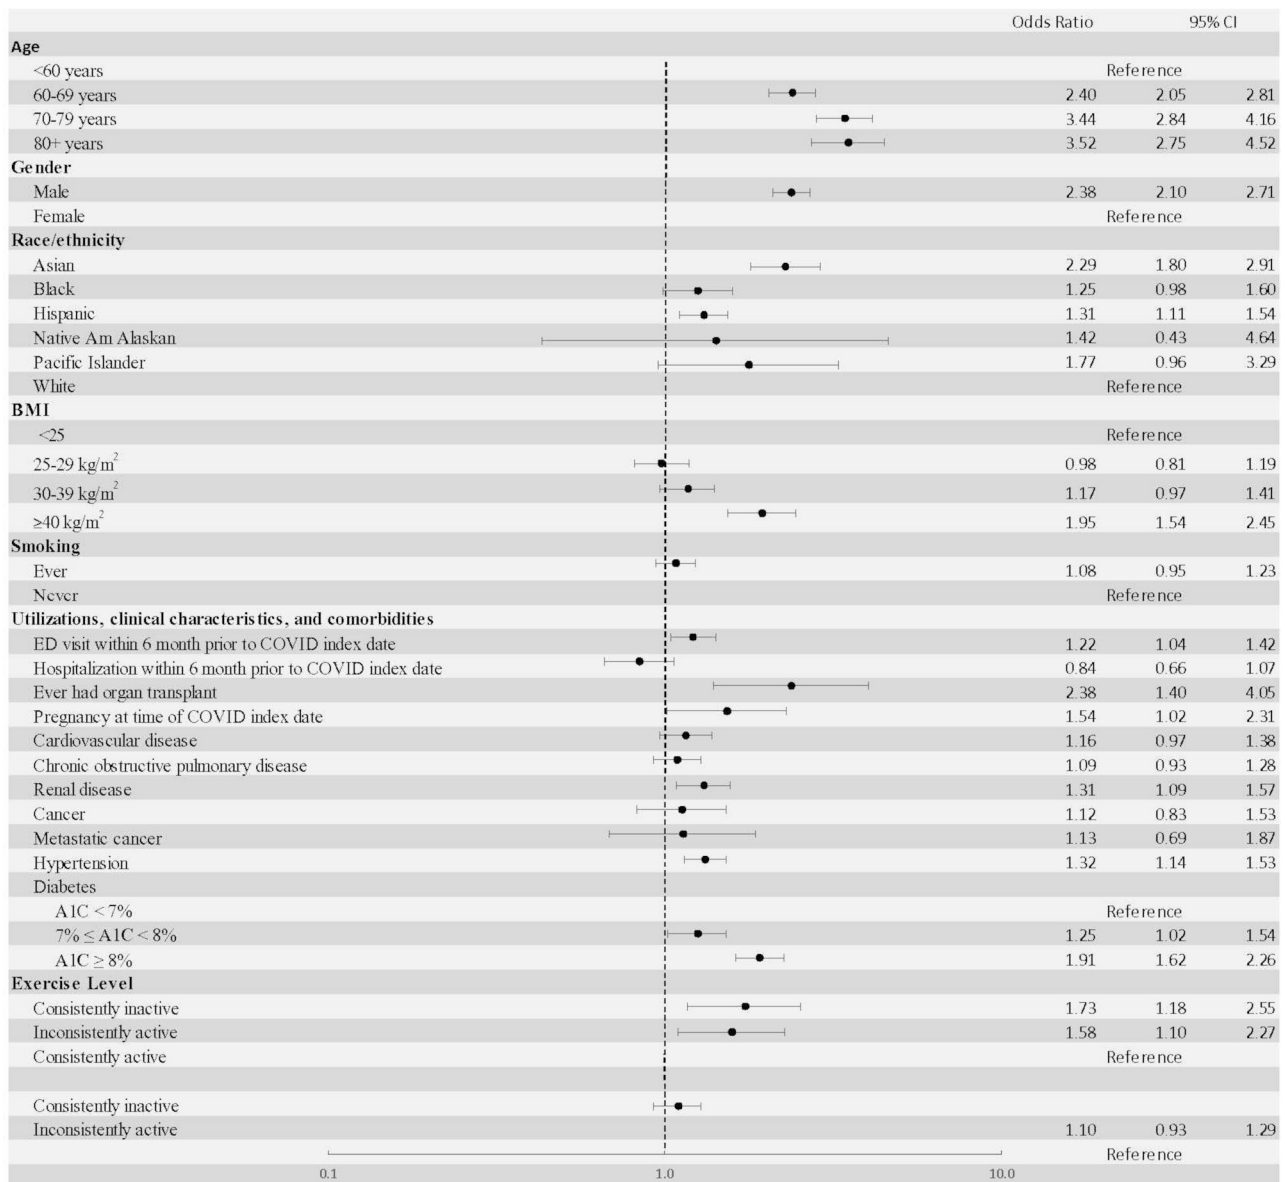 Odds Ratio 95% CI
Age
<60 years Reference
60-69 years 2.40 2.05 2.81
70-79 years 3.44 2.84 4.16
80+ years 3.52 2.75 4.52
Gender
Male 2.38 2.10 2.71
Female Reference
Race/ethnicity
Asian 2.29 1.80 2.91
Black 1.25 0.98 1.60
Hispanic 1.31 1.11 1.54
Native Am Alaskan 1.42 0.43 4.64
Pacific Islander 1.77 0.96 3.29
White Reference
BMI
<25 Reference
25-29 kg/m² 0.98 0.81 1.19
30-39 kg/m² 1.17 0.97 1.41
≥40 kg/m² 1.95 1.54 2.45
Smoking
Ever 1.08 0.95 1.23
Never Reference
Utilizations, clinical characteristics, and comorbidities
ED visit within 6 month prior to COVID index date 1.22 1.04 1.42
Hospitalization within 6 month prior to COVID index date 0.84 0.66 1.07
Ever had organ transplant 2.38 1.40 4.05
Pregnancy at time of COVID index date 1.54 1.02 2.31
Cardiovascular disease 1.16 0.97 1.38
Chronic obstructive pulmonary disease 1.09 0.93 1.28
Renal disease 1.31 1.09 1.57
Cancer 1.12 0.83 1.53
Metastatic cancer 1.13 0.69 1.87
Hypertension 1.32 1.14 1.53
Diabetes
A1C < 7% Reference
7% ≤ A1C < 8% 1.25 1.02 1.54
A1C ≥ 8% 1.91 1.62 2.26
Exercise Level
Consistently inactive 1.73 1.18 2.55
Inconsistently active 1.58 1.10 2.27
Consistently active Reference
Consistently inactive
Inconsistently active 1.10 0.93 1.29
Reference
0.1 1.0 10.0